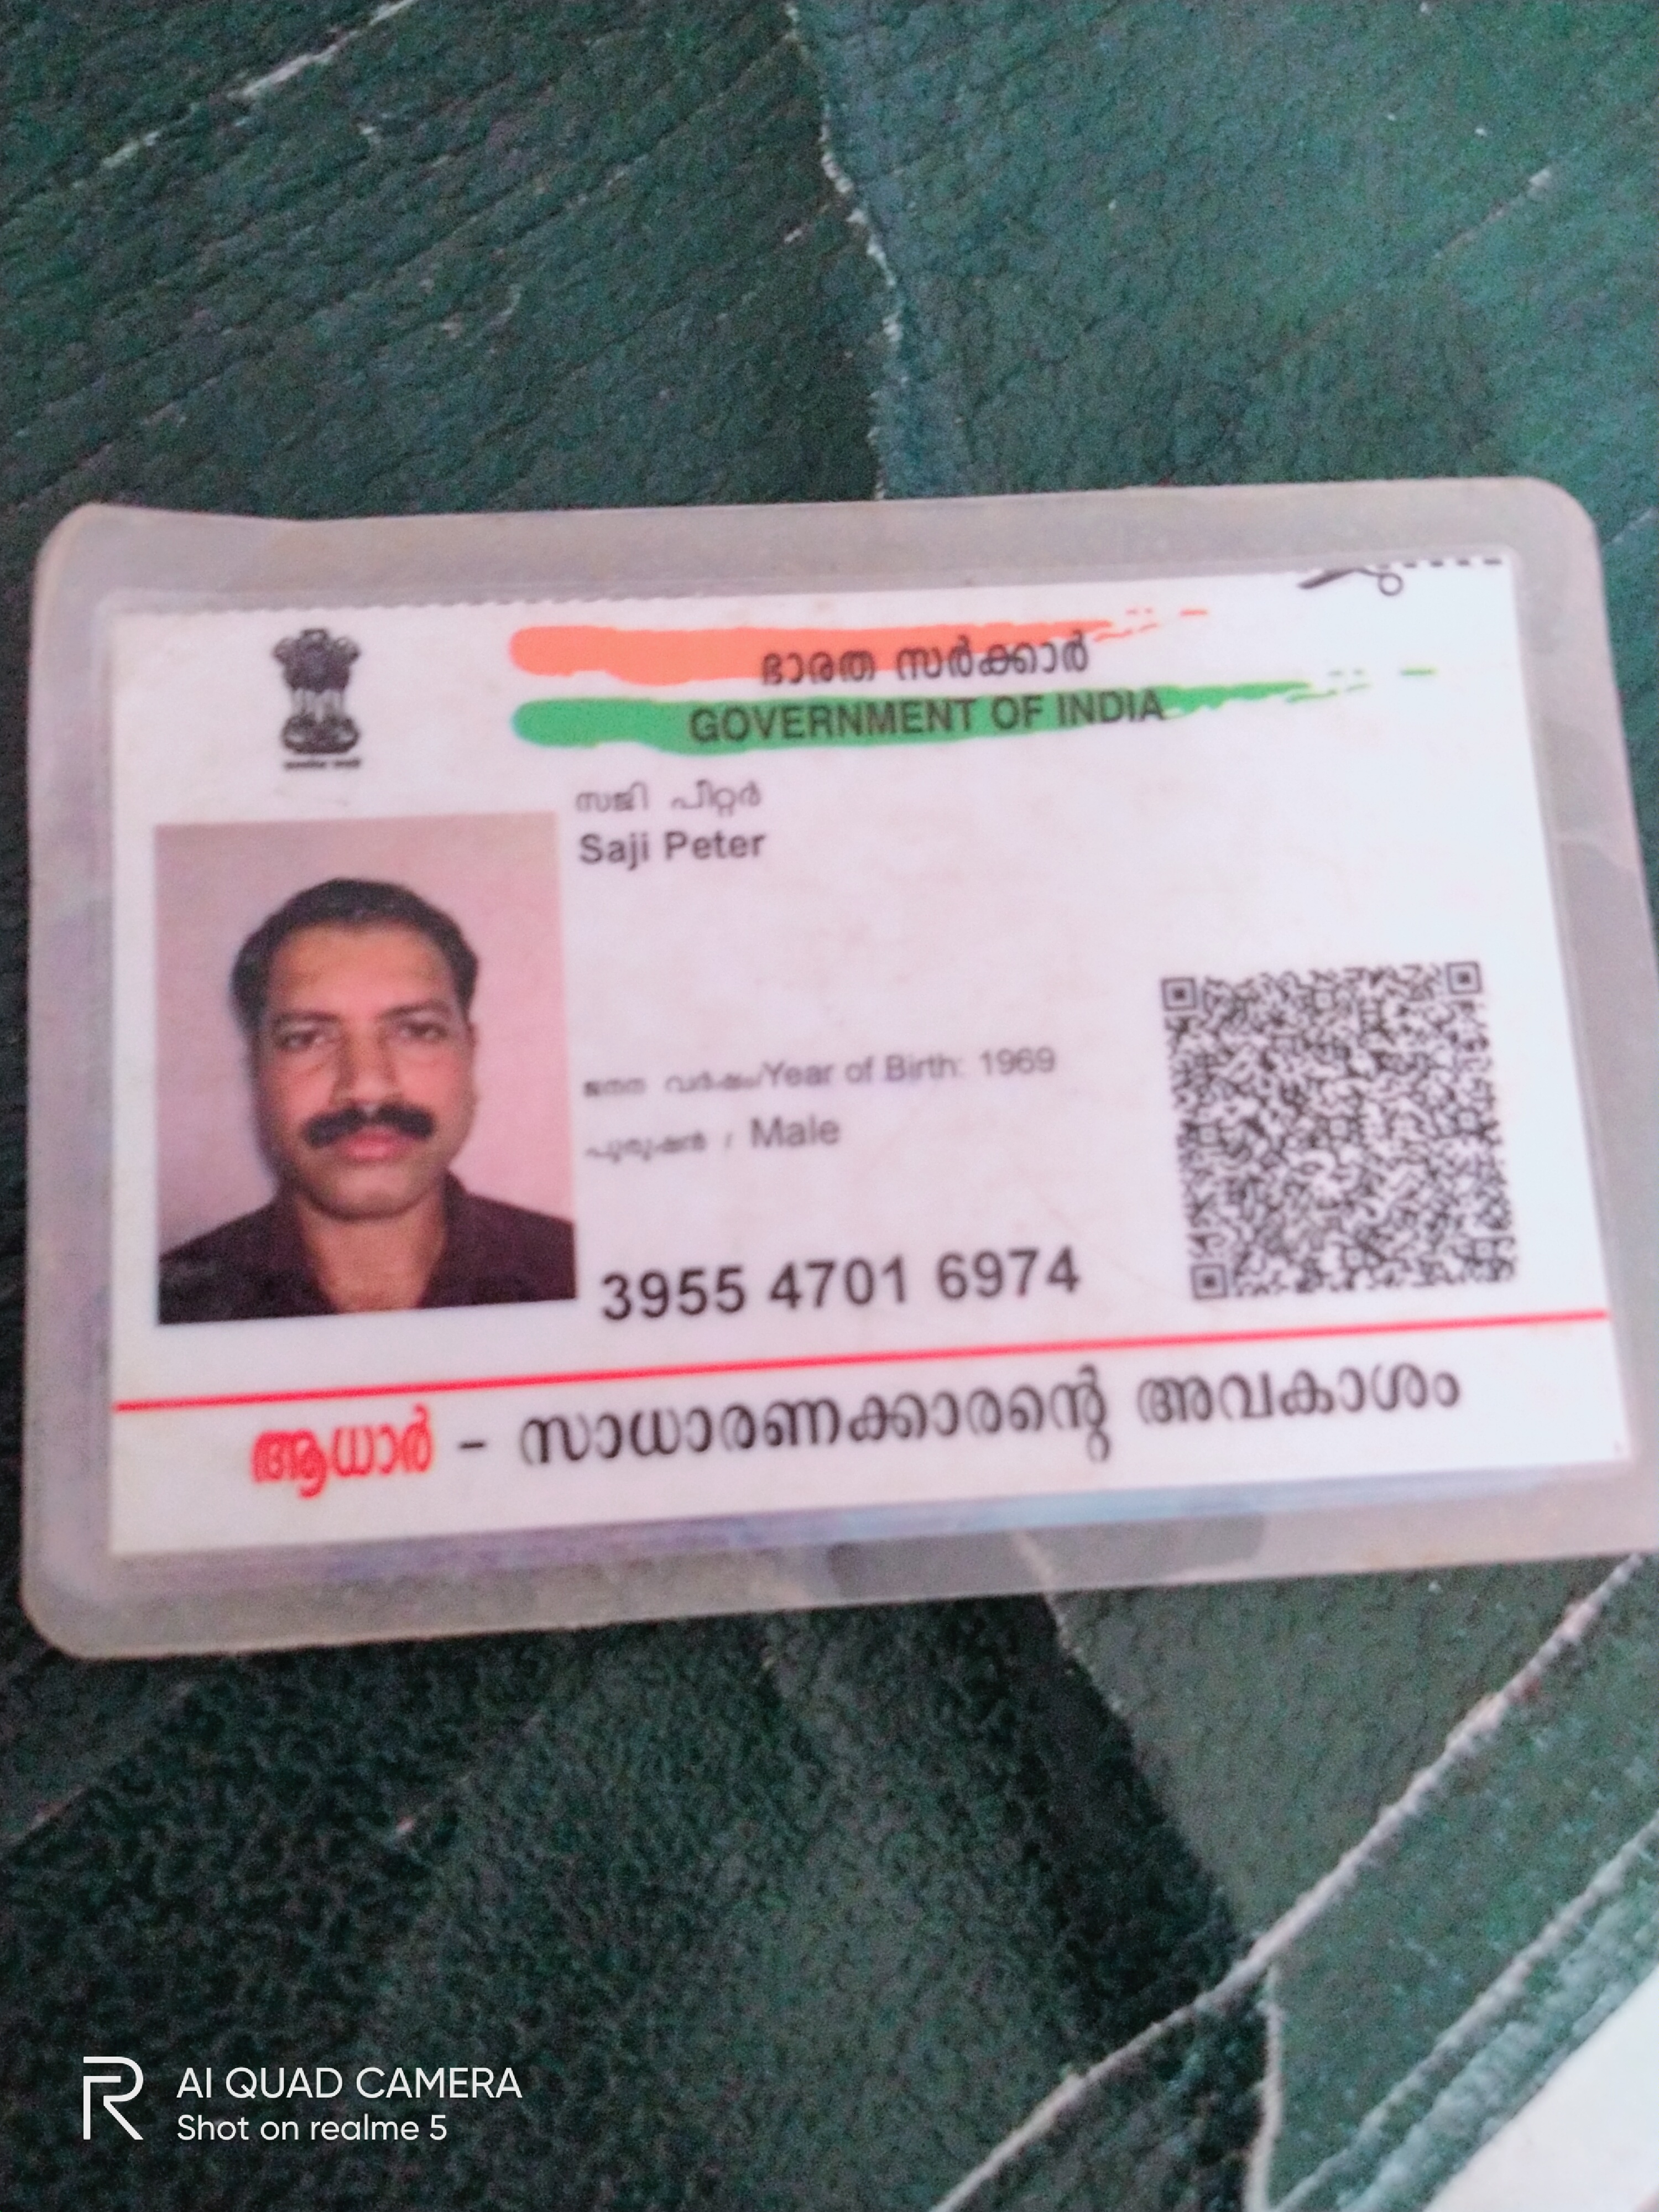 ഭാരത സർക്കാർ
GOVERNMENT OF INDIA
സജി പീറ്റർ
Saji Peter
ജനന വർഷം/Year of Birth: 1969
പുരുഷൻ / Male
3955 4701 6974
ആധാർ – സാധാരണക്കാരന്റെ അവകാശം
R AI QUAD CAMERA
Shot on realme 5